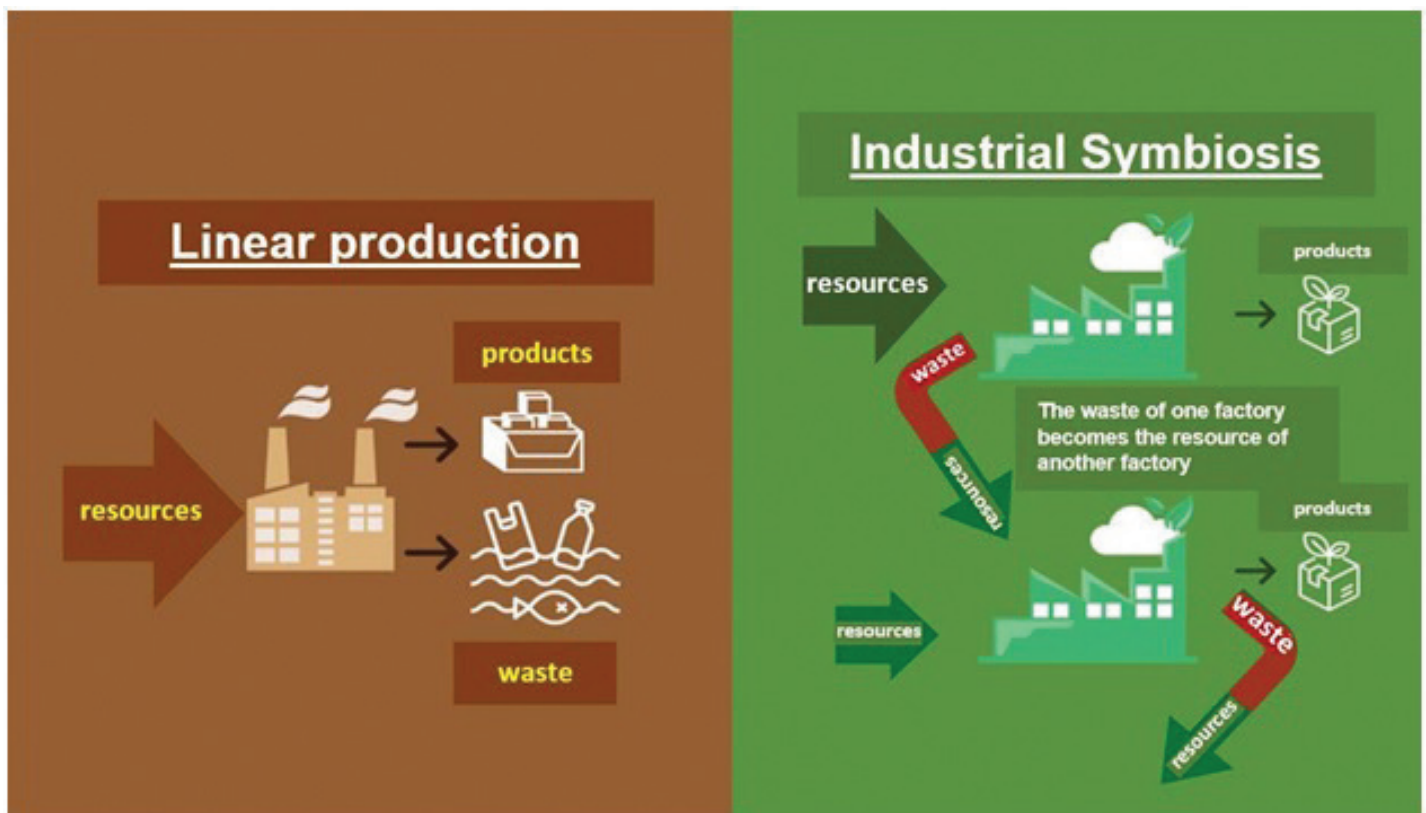 Linear production
products
resources
waste
Industrial Symbiosis
resources
products
waste
resources
The waste of one factory
becomes the resource of
another factory
products
resources
waste
resources